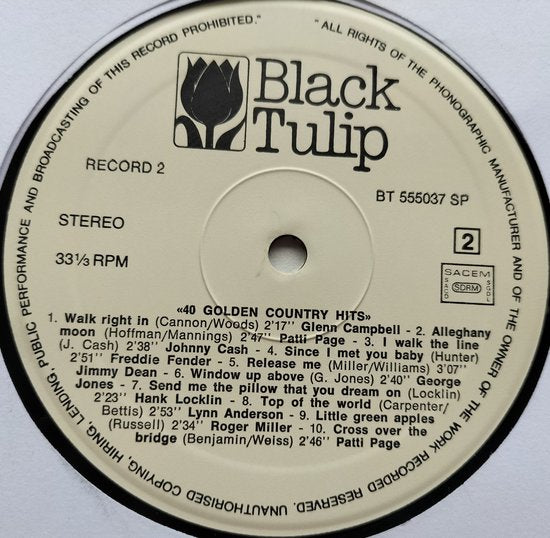 "ALL RIGHTS OF THE PHONOGRAPHIC MANUFACTURER AND OF THE OWNER OF THE WORK RECORDED RESERVED. UNAUTHORISED COPYING, HIRING, LENDING, PUBLIC PERFORMANCE AND BROADCASTING OF THIS RECORD PROHIBITED."
Black
Tulip
RECORD 2
BT 555037 SP
STEREO
2
33 1/3 RPM
SACEM
SACD
SDRM
SGDL
«40 GOLDEN COUNTRY HITS»
1. Walk right in (Cannon/Woods) 2'17'' Glenn Campbell - 2. Alleghany
moon (Hoffman/Mannings) 2'47'' Patti Page - 3. I walk the line
(J. Cash) 2'38'' Johnny Cash - 4. Since I met you baby (Hunter)
2'51'' Freddie Fender - 5. Release me (Miller/Williams) 3'07''
Jimmy Dean - 6. Window up above (G. Jones) 2'40'' George
Jones - 7. Send me the pillow that you dream on (Locklin)
2'23'' Hank Locklin - 8. Top of the world (Carpenter/
Bettis) 2'53'' Lynn Anderson - 9. Little green apples
(Russell) 2'34'' Roger Miller - 10. Cross over the
bridge (Benjamin/Weiss) 2'46'' Patti Page